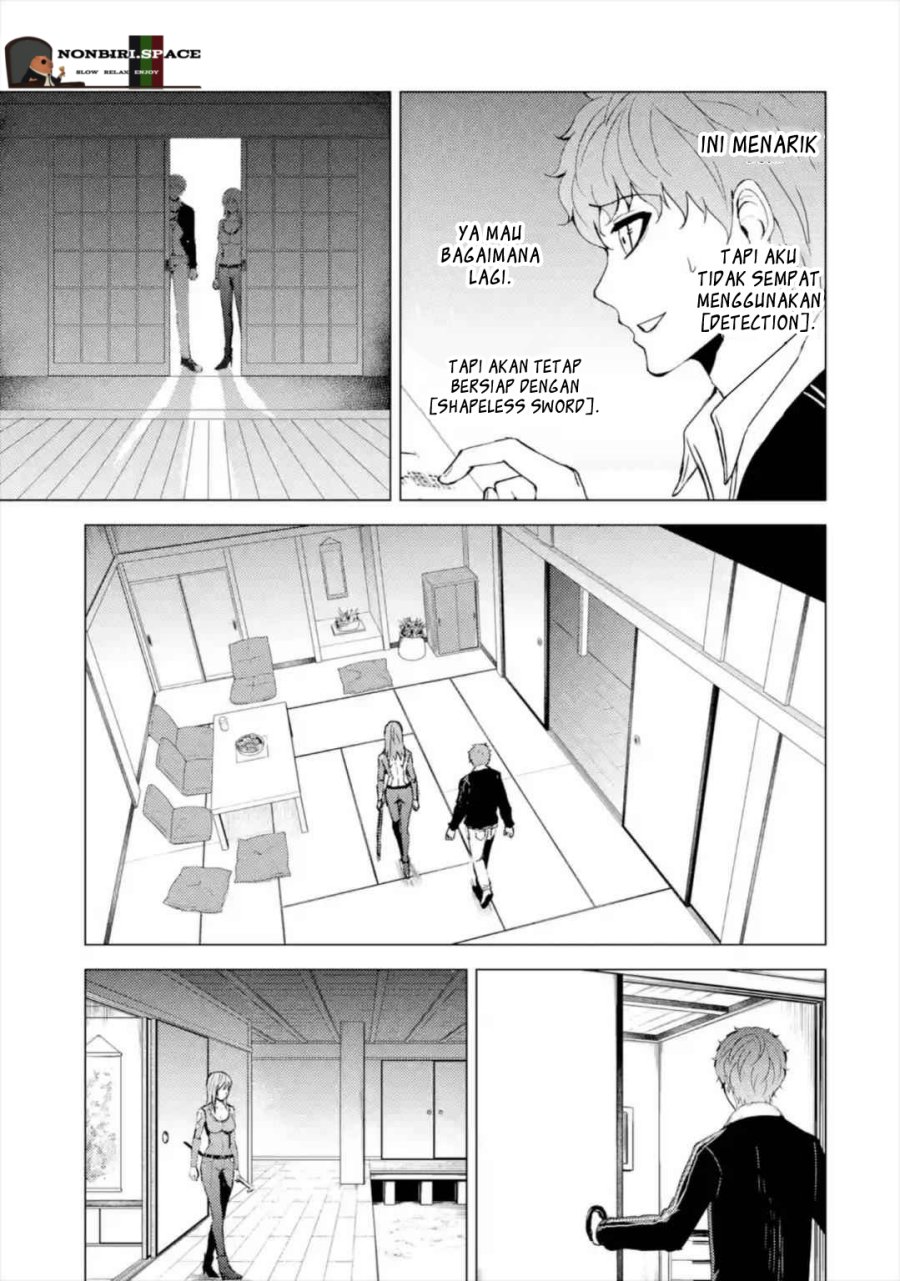 NONBIRI.SPACE
SLOW RELAX ENJOY
INI MENARIK
TAPI AKU
TIDAK SEMPAT
MENGGUNAKAN
[DETECTION].
YA MAU
BAGAIMANA
LAGI.
TAPI AKAN TETAP
BERSIAP DENGAN
[SHAPELESS SWORD].